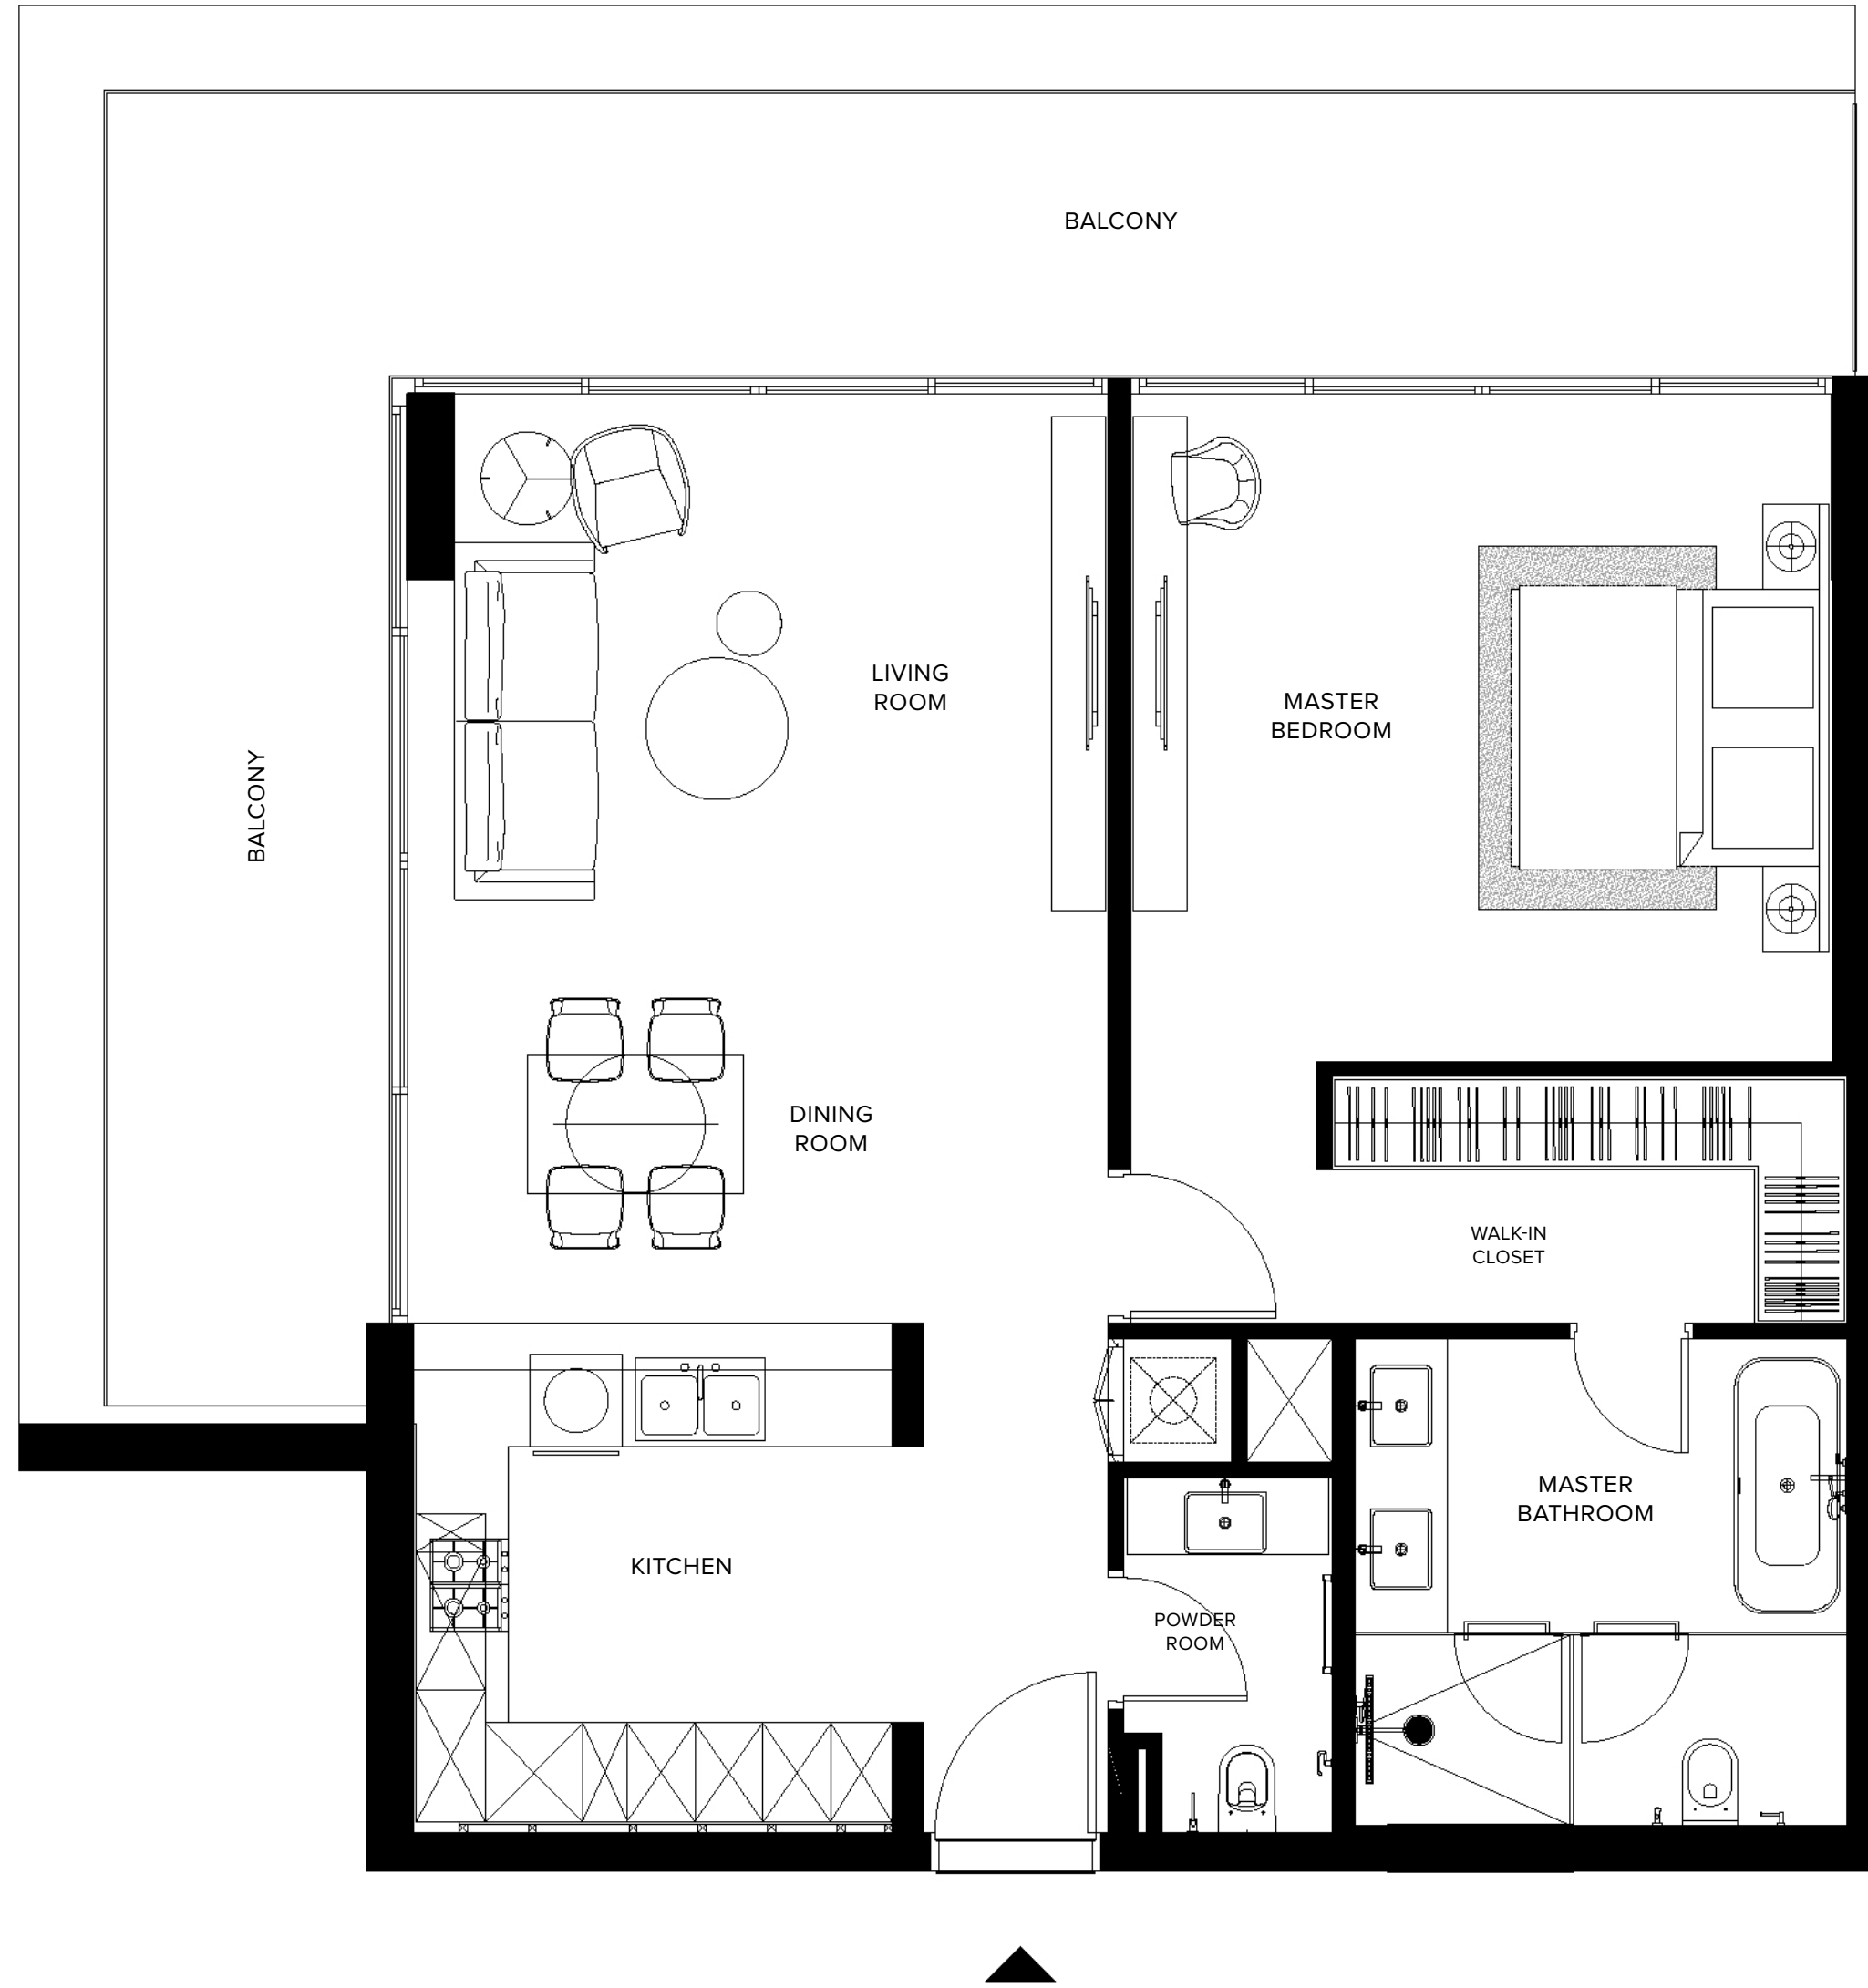 BALCONY
LIVING
ROOM
MASTER
BEDROOM
BALCONY
DINING
ROOM
WALK-IN
CLOSET
MASTER
BATHROOM
KITCHEN
POWDER
ROOM